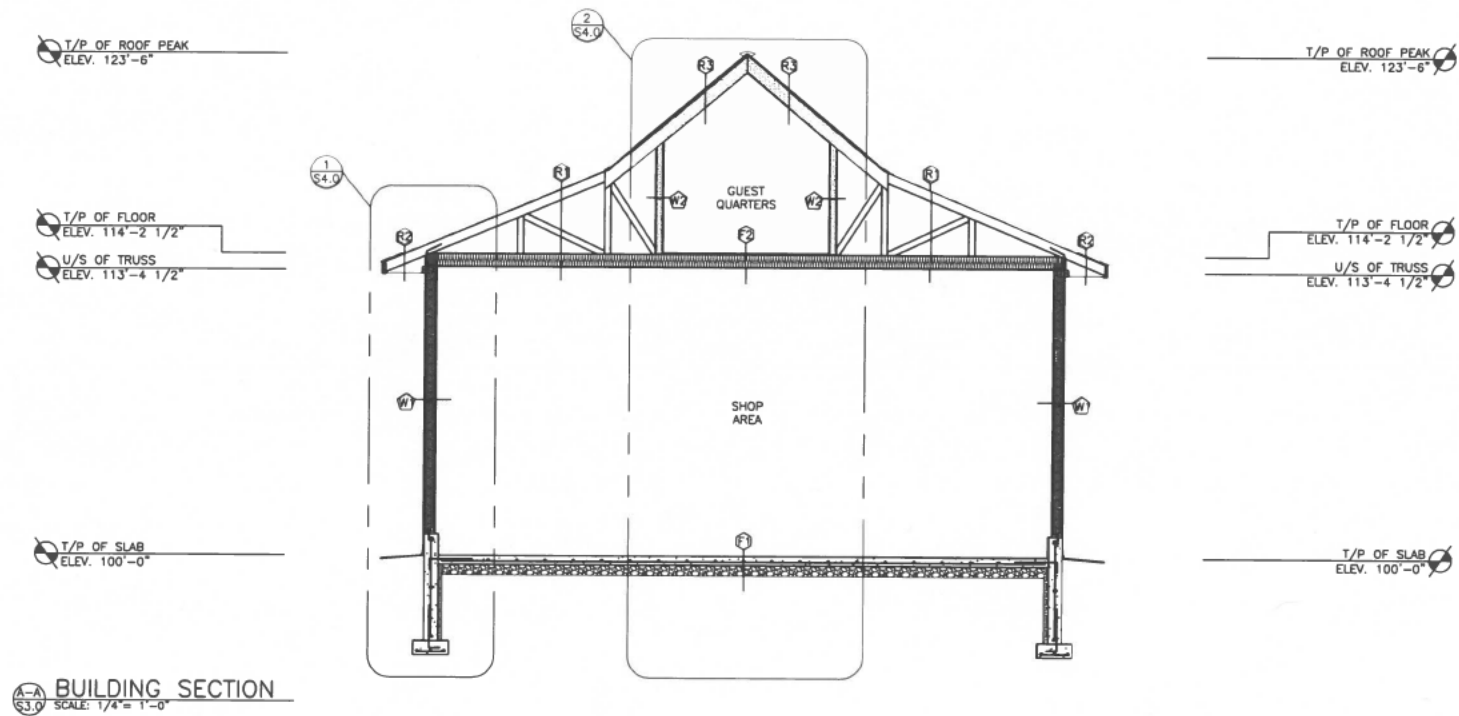 2
S4.0
T/P OF ROOF PEAK
ELEV. 123'-6"
R3
R3
T/P OF ROOF PEAK
ELEV. 123'-6"
1
S4.0
R1
R1
GUEST
QUARTERS
W2
W2
T/P OF FLOOR
ELEV. 114'-2 1/2"
R2
F2
R2
T/P OF FLOOR
ELEV. 114'-2 1/2"
U/S OF TRUSS
ELEV. 113'-4 1/2"
U/S OF TRUSS
ELEV. 113'-4 1/2"
W1
SHOP
AREA
W1
T/P OF SLAB
ELEV. 100'-0"
F1
T/P OF SLAB
ELEV. 100'-0"
A-A
S3.0
BUILDING SECTION
SCALE: 1/4"= 1'-0"